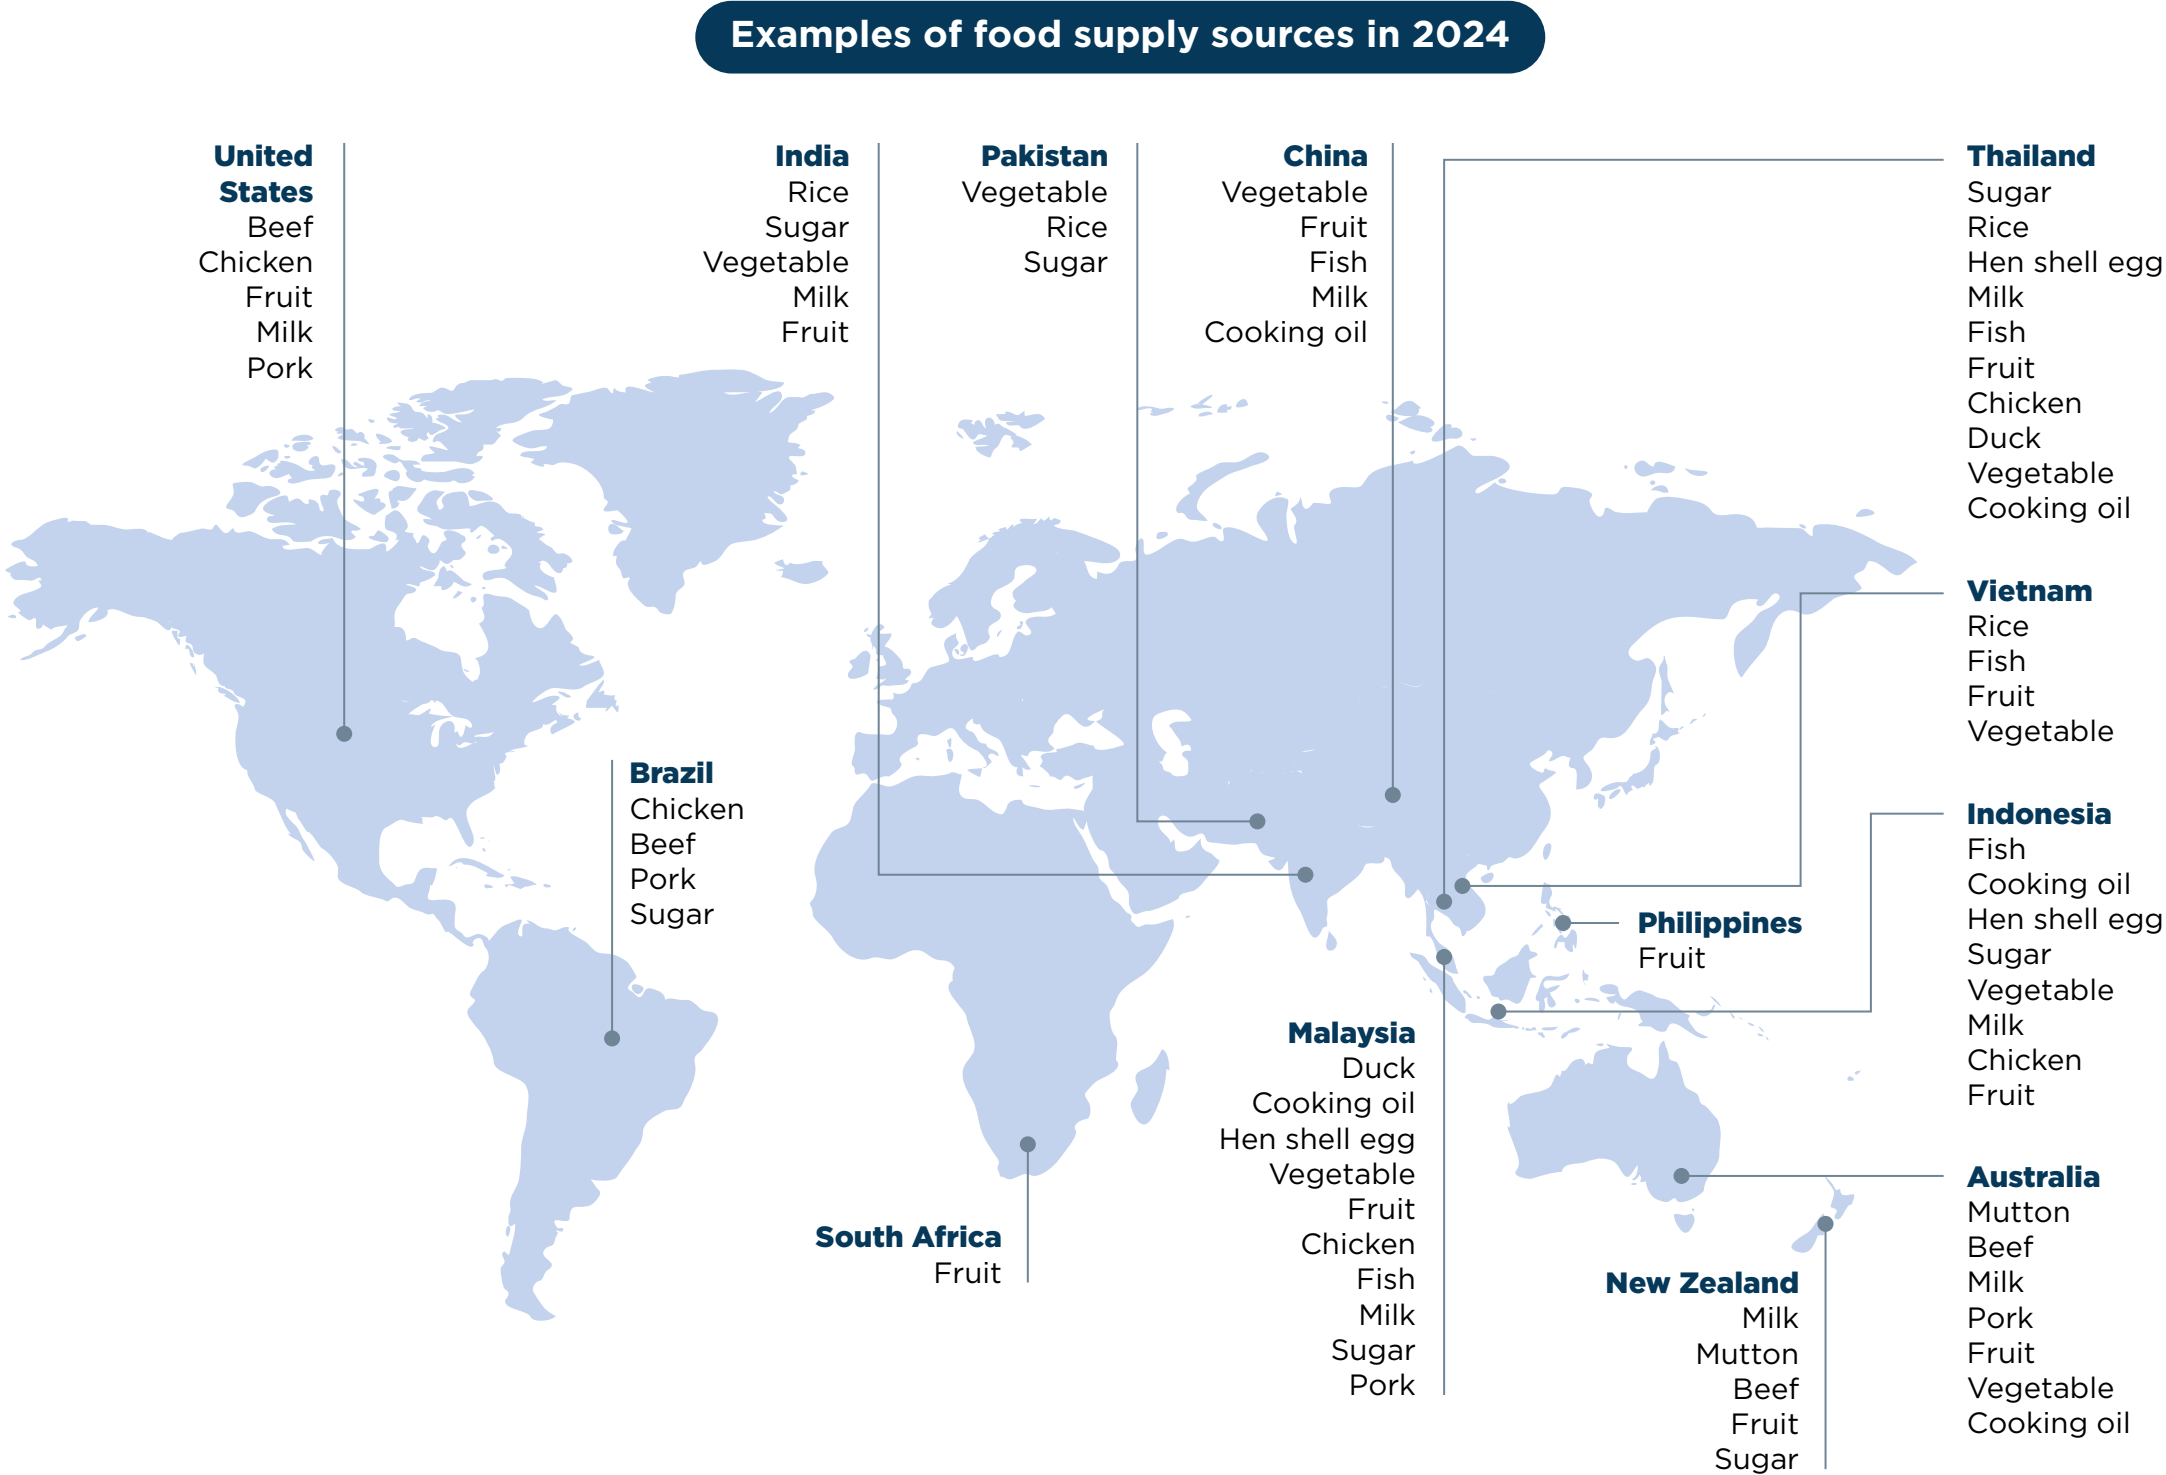 Examples of food supply sources in 2024
United
States
Beef
Chicken
Fruit
Milk
Pork
India
Rice
Sugar
Vegetable
Milk
Fruit
Pakistan
Vegetable
Rice
Sugar
China
Vegetable
Fruit
Fish
Milk
Cooking oil
Thailand
Sugar
Rice
Hen shell egg
Milk
Fish
Fruit
Chicken
Duck
Vegetable
Cooking oil
Vietnam
Rice
Fish
Fruit
Vegetable
Brazil
Chicken
Beef
Pork
Sugar
Indonesia
Fish
Cooking oil
Hen shell egg
Sugar
Vegetable
Milk
Chicken
Fruit
Philippines
Fruit
Malaysia
Duck
Cooking oil
Hen shell egg
Vegetable
Fruit
Chicken
Fish
Milk
Sugar
Pork
South Africa
Fruit
Australia
Mutton
Beef
Milk
Pork
Fruit
Vegetable
Cooking oil
New Zealand
Milk
Mutton
Beef
Fruit
Sugar